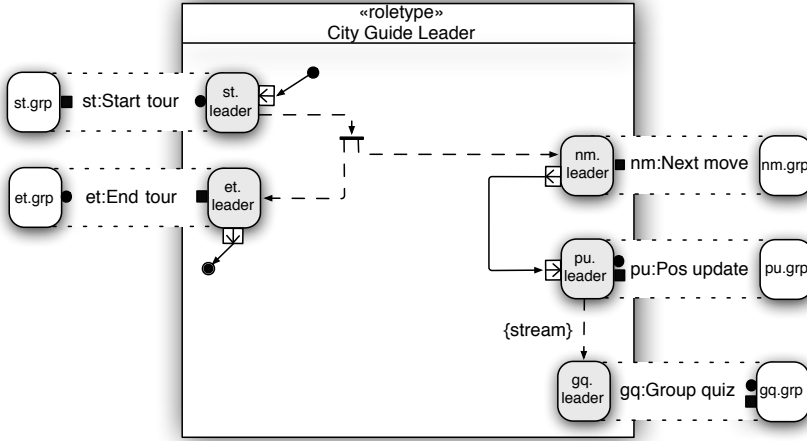 «roletype»
City Guide Leader
st.grp
st:Start tour
st.
leader
et.grp
et:End tour
et.
leader
nm.
leader
nm:Next move
nm.grp
pu.
leader
pu:Pos update
pu.grp
{stream}
gq.
leader
gq:Group quiz
gq.grp